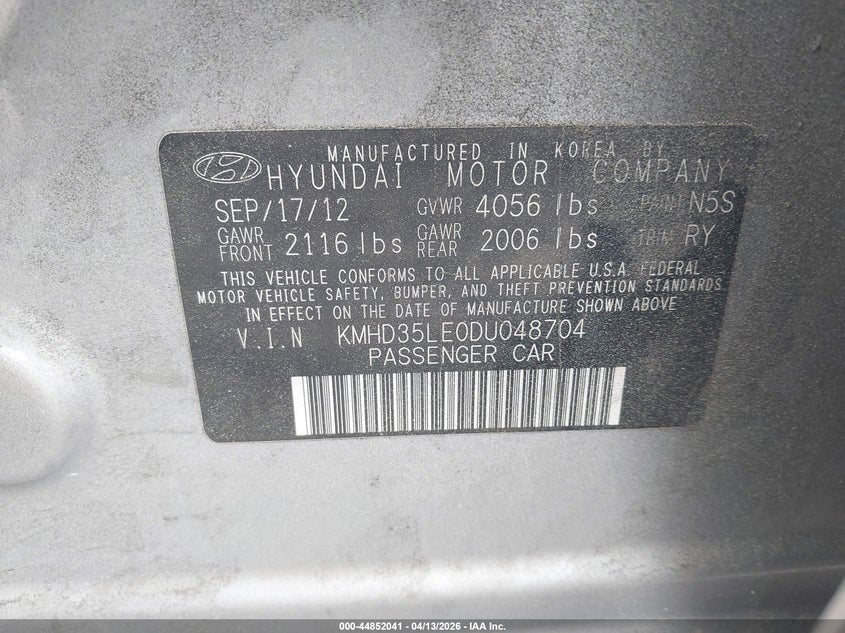 MANUFACTURED IN KOREA BY
HYUNDAI MOTOR COMPANY
SEP/17/12 GVWR 4056 lbs PAINT N5S
GAWR FRONT 2116 lbs GAWR REAR 2006 lbs TRIM RY
THIS VEHICLE CONFORMS TO ALL APPLICABLE U.S.A. FEDERAL
MOTOR VEHICLE SAFETY, BUMPER, AND THEFT PREVENTION STANDARDS
IN EFFECT ON THE DATE OF MANUFACTURE SHOWN ABOVE
V.I.N KMHD35LE0DU048704
PASSENGER CAR
000-44852041 | 04/13/2026 | IAA Inc.